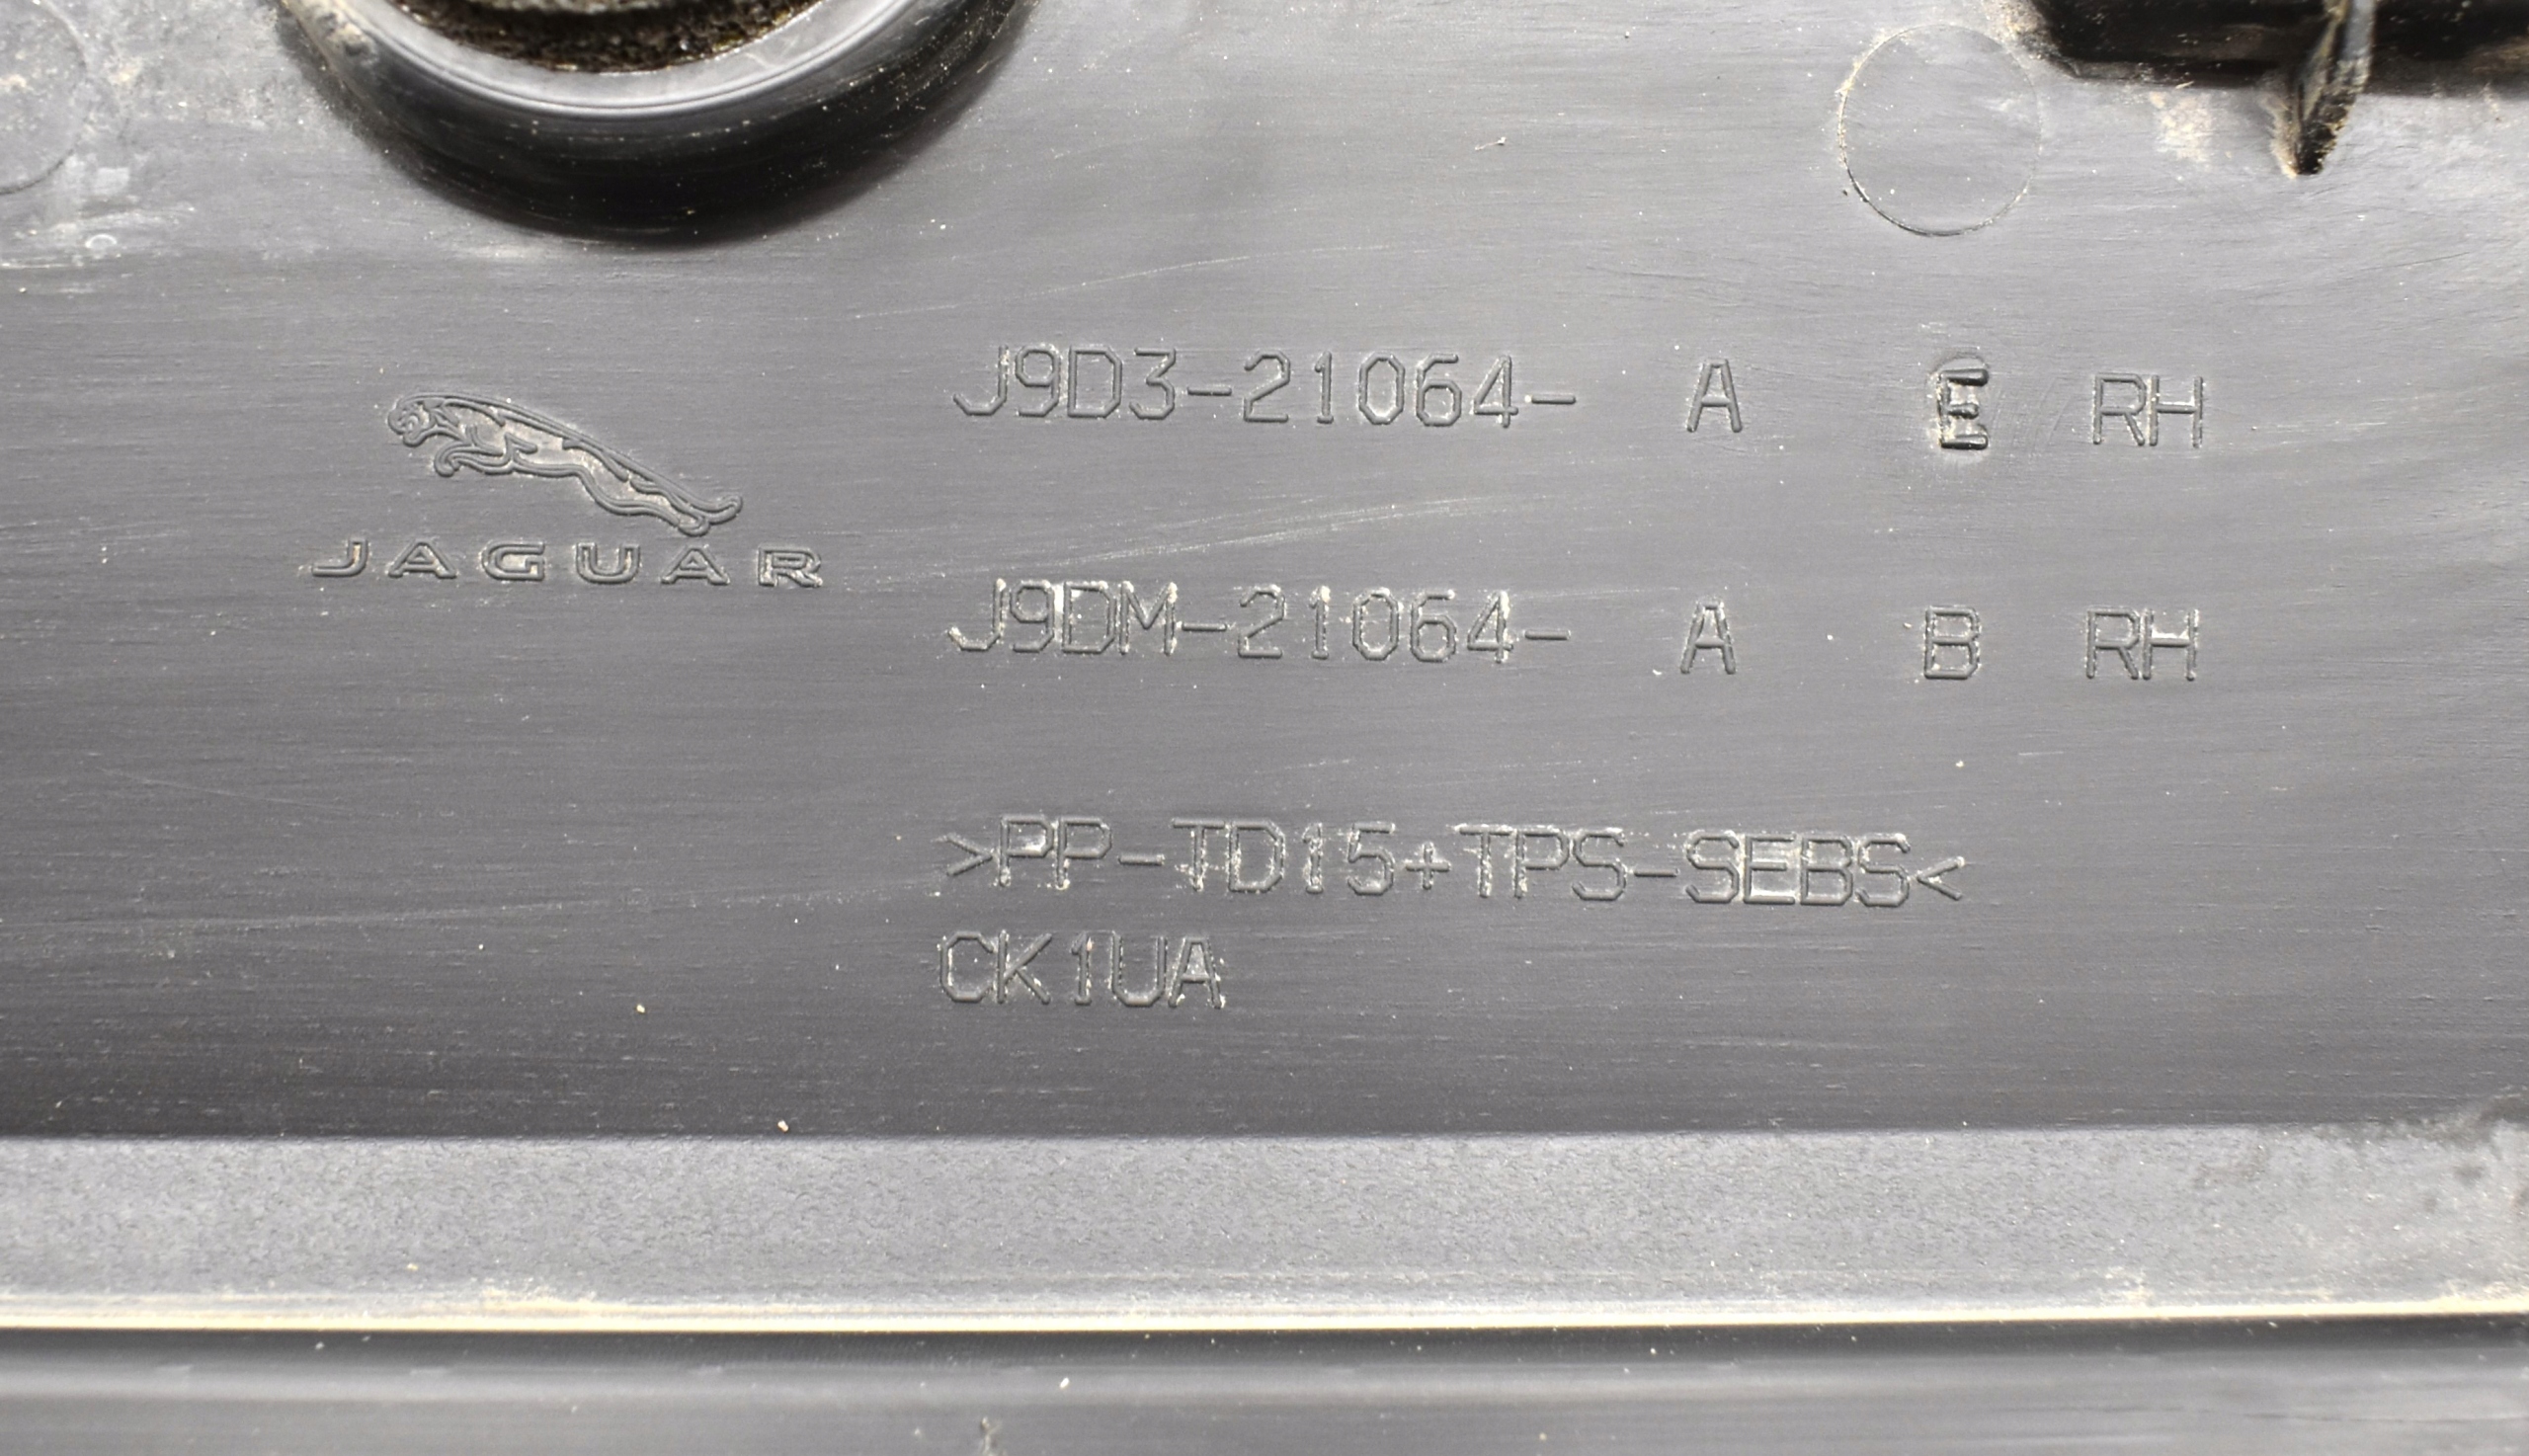 JAGUAR
J9D3-21064- A E RH
J9DM-21064- A B RH
>PP-TD15+TPS-SEBS<
CK1UA